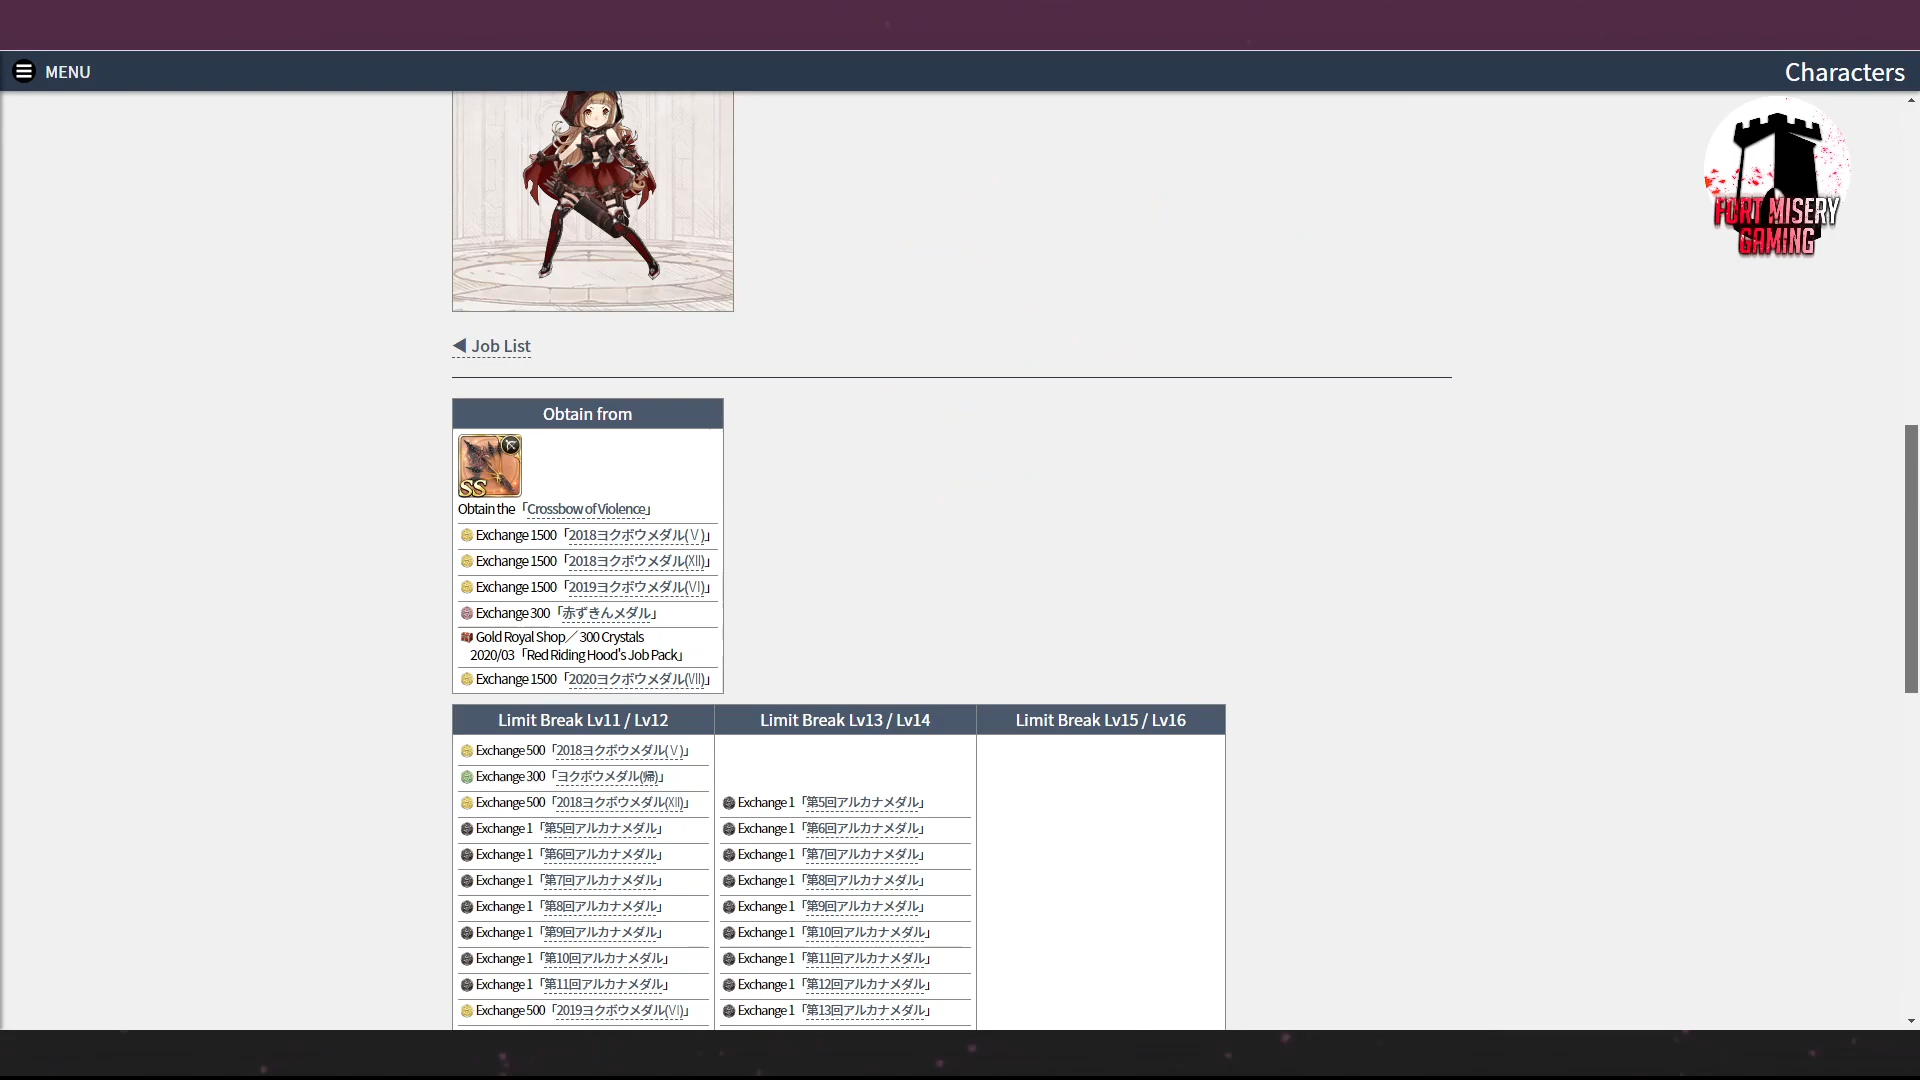 MENU
Characters
FORT MISERY
GAMING
◀ Job List
Obtain from
SS
Obtain the「Crossbow of Violence」
Exchange 1500「2018ヨクボウメダル(Ⅴ)」
Exchange 1500「2018ヨクボウメダル(Ⅻ)」
Exchange 1500「2019ヨクボウメダル(Ⅵ)」
Exchange 300「赤ずきんメダル」
Gold Royal Shop／300 Crystals
2020/03「Red Riding Hood's Job Pack」
Exchange 1500「2020ヨクボウメダル(Ⅶ)」
Limit Break Lv11 / Lv12
Exchange 500「2018ヨクボウメダル(Ⅴ)」
Exchange 300「ヨクボウメダル(帰)」
Exchange 500「2018ヨクボウメダル(Ⅻ)」
Exchange 1「第5回アルカナメダル」
Exchange 1「第6回アルカナメダル」
Exchange 1「第7回アルカナメダル」
Exchange 1「第8回アルカナメダル」
Exchange 1「第9回アルカナメダル」
Exchange 1「第10回アルカナメダル」
Exchange 1「第11回アルカナメダル」
Exchange 500「2019ヨクボウメダル(Ⅵ)」
Limit Break Lv13 / Lv14
Exchange 1「第5回アルカナメダル」
Exchange 1「第6回アルカナメダル」
Exchange 1「第7回アルカナメダル」
Exchange 1「第8回アルカナメダル」
Exchange 1「第9回アルカナメダル」
Exchange 1「第10回アルカナメダル」
Exchange 1「第11回アルカナメダル」
Exchange 1「第12回アルカナメダル」
Exchange 1「第13回アルカナメダル」
Limit Break Lv15 / Lv16